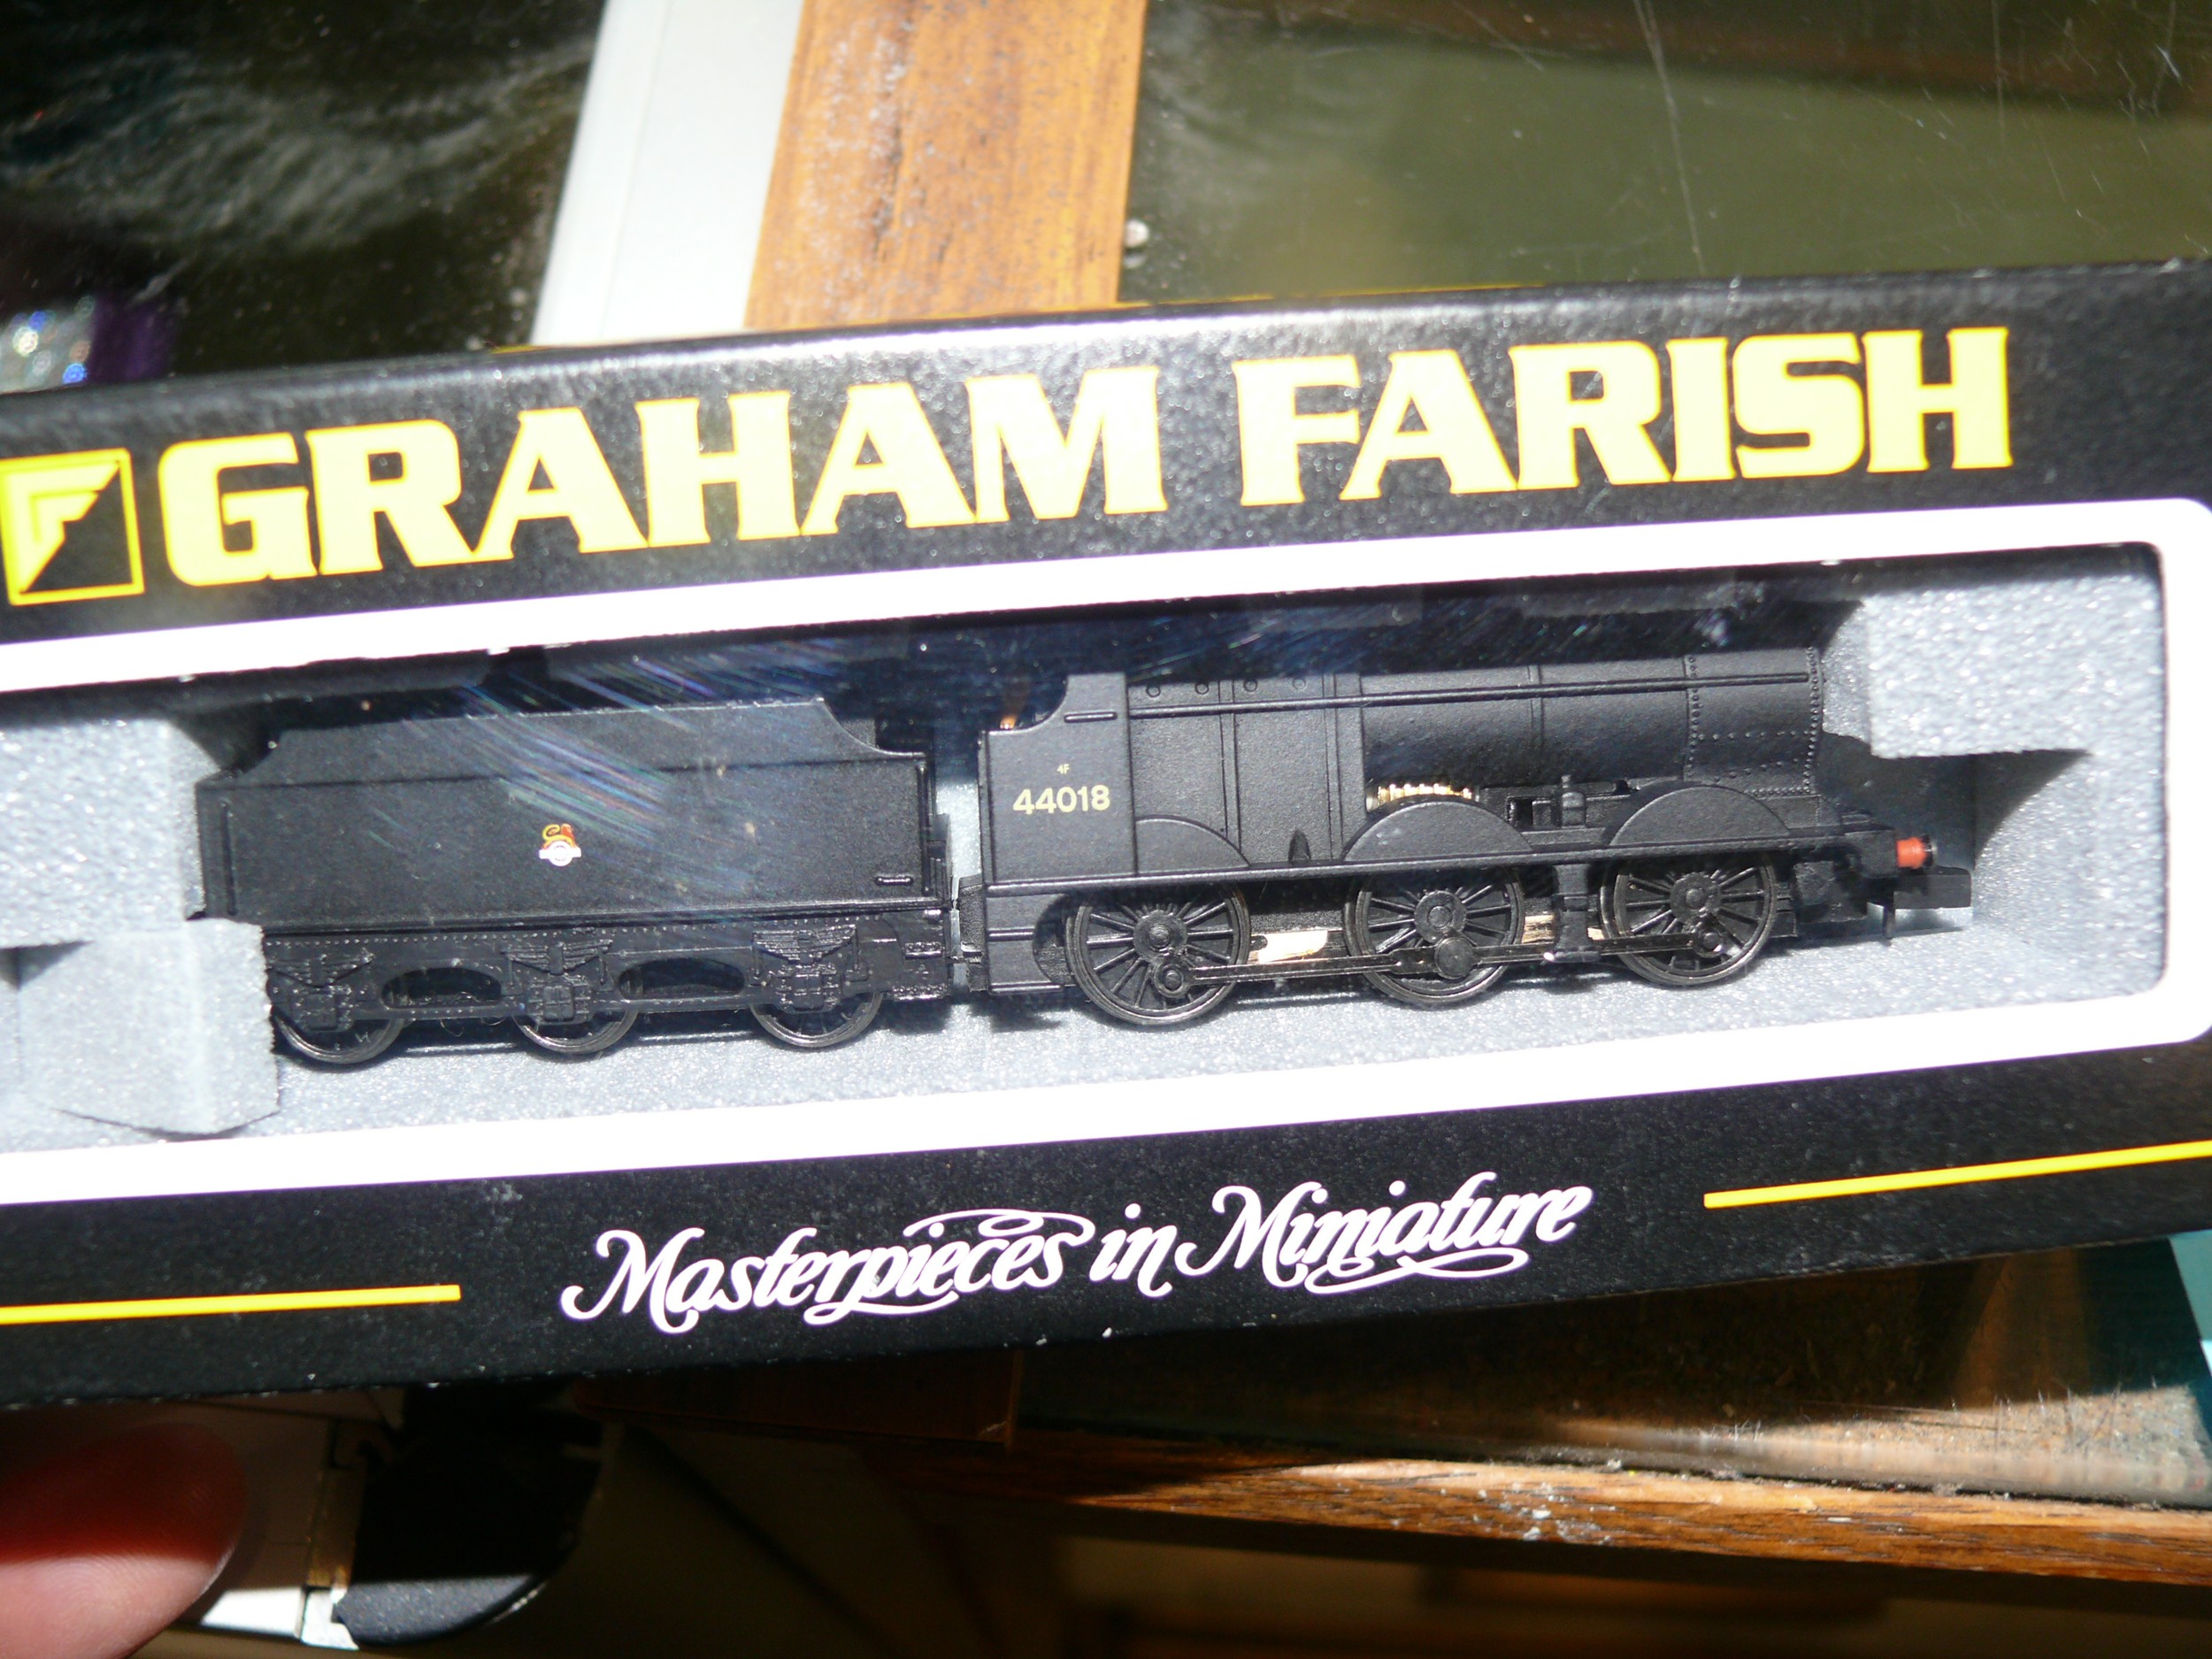 GRAHAM FARISH
4F
44018
Masterpieces in Miniature